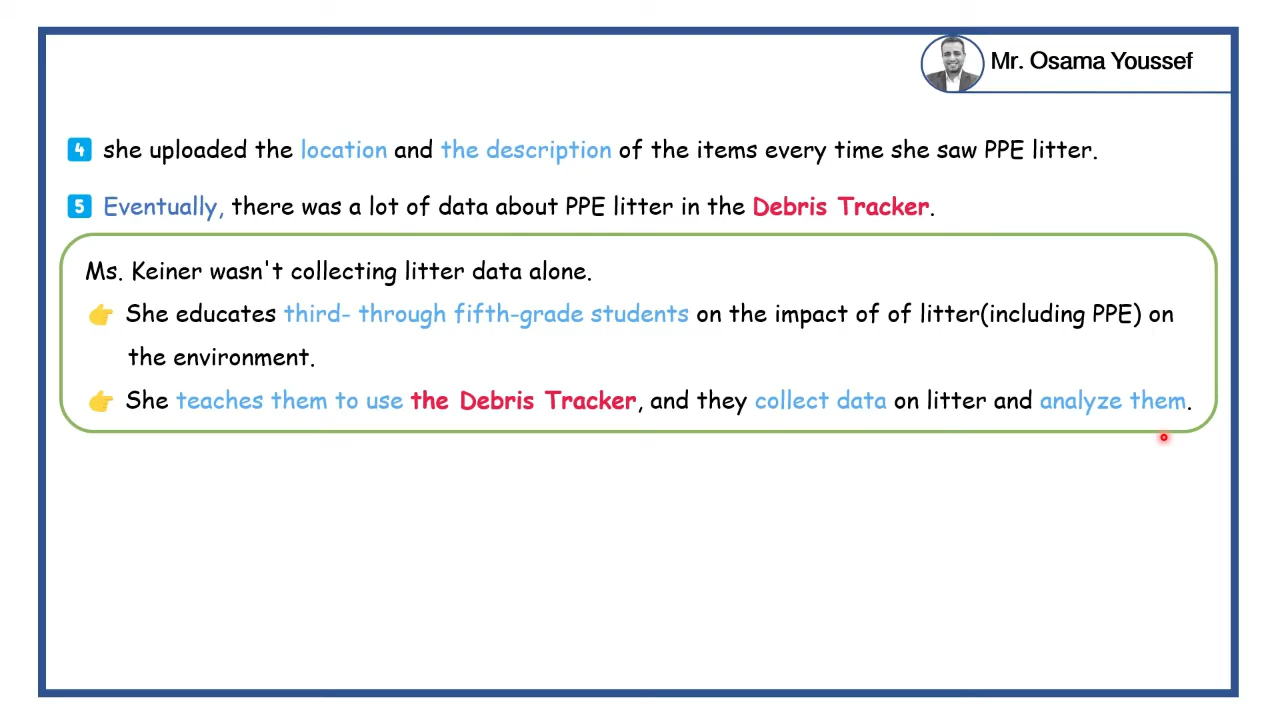 Mr. Osama Youssef
4 she uploaded the location and the description of the items every time she saw PPE litter.
5 Eventually, there was a lot of data about PPE litter in the Debris Tracker.
Ms. Keiner wasn't collecting litter data alone.
👉 She educates third- through fifth-grade students on the impact of of litter(including PPE) on
the environment.
👉 She teaches them to use the Debris Tracker, and they collect data on litter and analyze them.